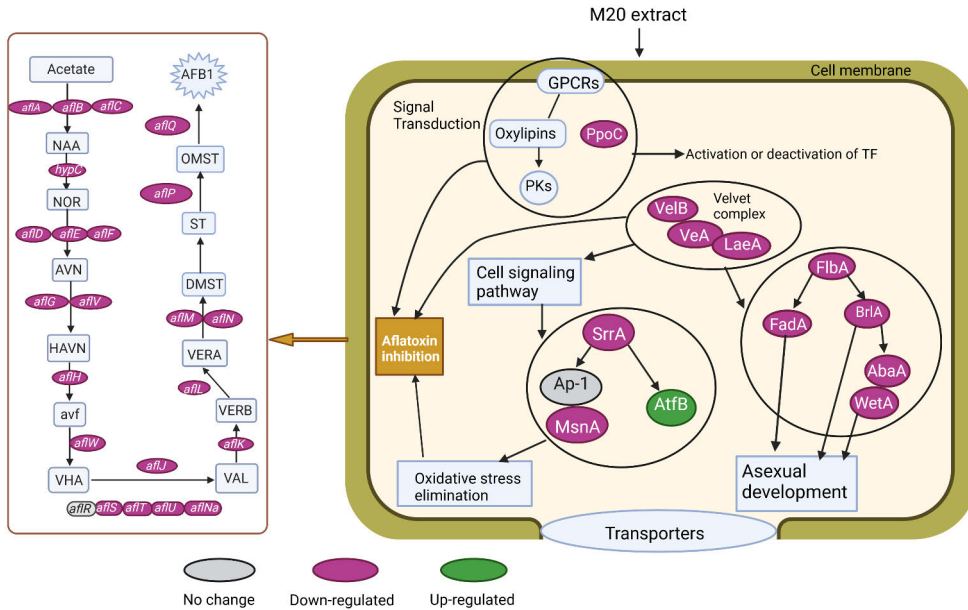 M20 extract
Cell membrane
Acetate
aflA
aflB
aflC
NAA
hypC
NOR
aflD
aflE
aflF
AVN
aflG
aflV
HAVN
aflH
avf
aflW
VHA
aflJ
VAL
aflK
VERB
aflL
VERA
aflM
aflN
DMST
ST
aflP
OMST
aflQ
AFB1
aflR
aflS
aflT
aflU
aflNa
Signal
Transduction
GPCRs
Oxylipins
PpoC
PKs
Activation or deactivation of TF
VelB
Velvet
complex
VeA
LaeA
Cell signaling
pathway
Aflatoxin
inhibition
SrrA
Ap-1
MsnA
AtfB
Oxidative stress
elimination
FlbA
FadA
BrlA
AbaA
WetA
Asexual
development
Transporters
No change
Down-regulated
Up-regulated